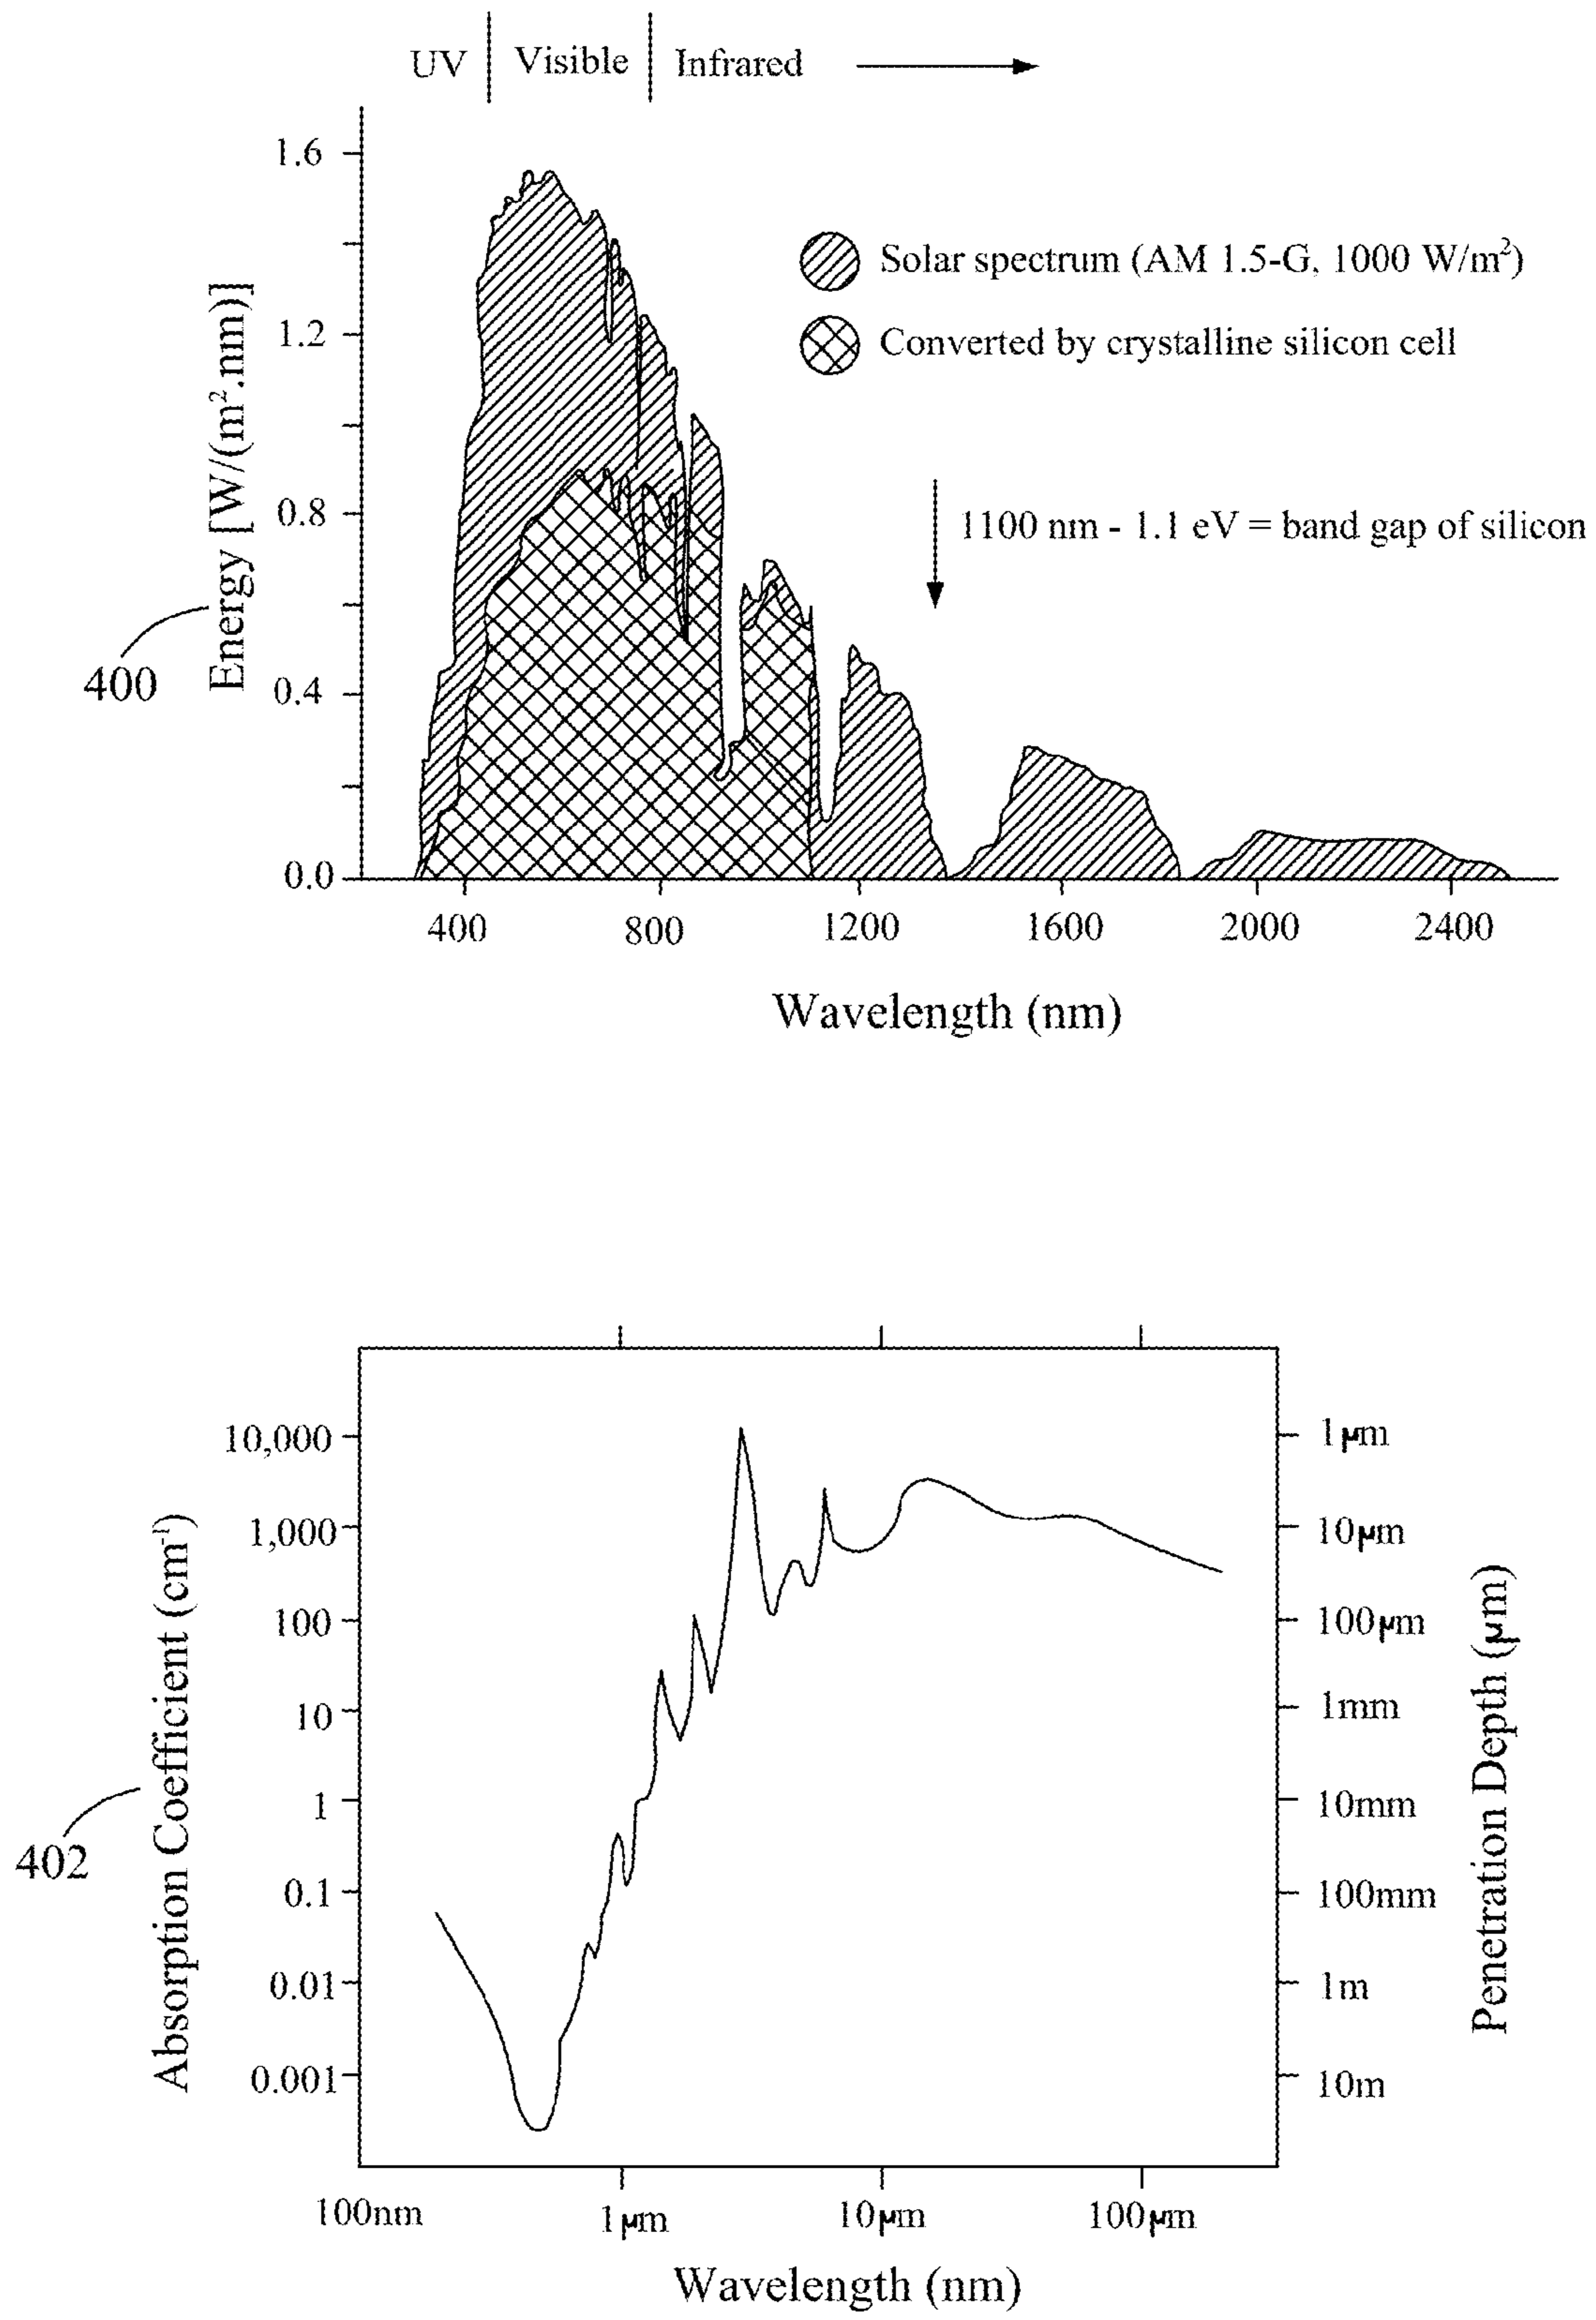 UV Visible Infrared
1.6
1.2
0.8
0.4
0.0
Energy [W/(m².nm)]
400
Solar spectrum (AM 1.5-G, 1000 W/m²)
Converted by crystalline silicon cell
1100 nm - 1.1 eV = band gap of silicon
400 800 1200 1600 2000 2400
Wavelength (nm)
10,000
1,000
100
10
1
0.1
0.01
0.001
Absorption Coefficient (cm⁻¹)
402
1μm
10μm
100μm
1mm
10mm
100mm
1m
10m
Penetration Depth (μm)
100nm 1μm 10μm 100μm
Wavelength (nm)